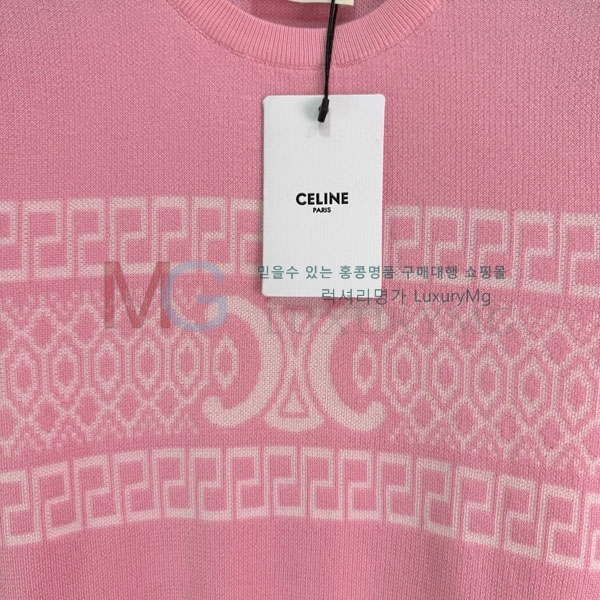 CELINE
PARIS
믿을수 있는 홍콩명품 구매대행 쇼핑몰
럭셔리명가 LuxuryMg
MG LUXURY